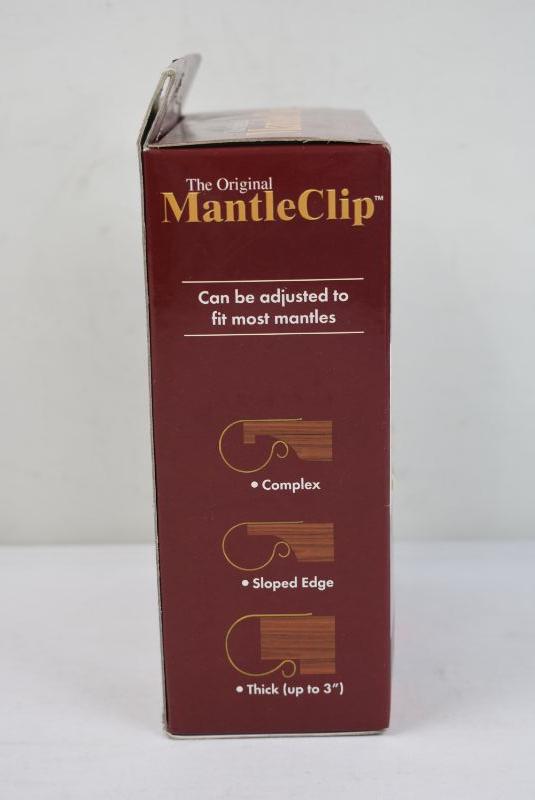 The Original
MantleClip™
Can be adjusted to
fit most mantles
• Complex
• Sloped Edge
• Thick (up to 3”)